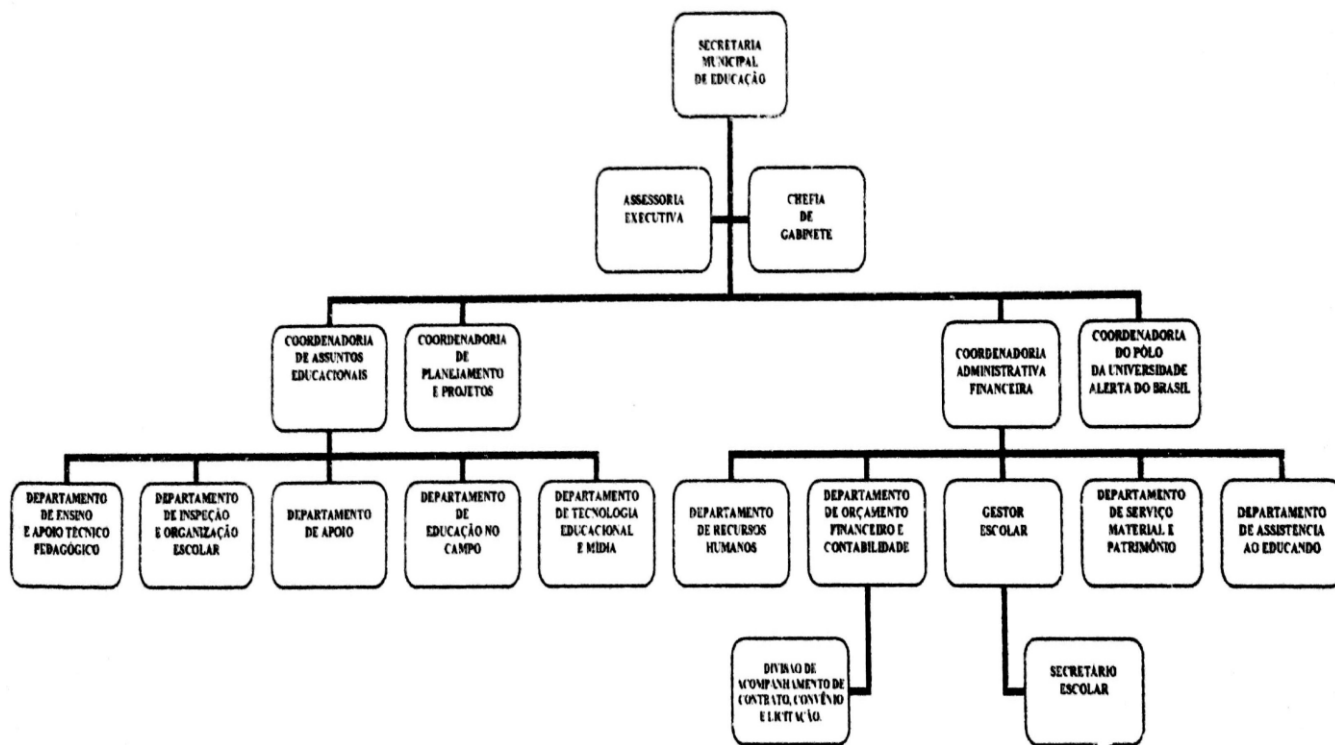 SECRETARIA
MUNICIPAL
DE EDUCAÇÃO
ASSESSORIA
EXECUTIVA
CHEFIA
DE
GABINETE
COORDENADORIA
DE ASSUNTOS
EDUCACIONAIS
COORDENADORIA
DE
PLANEJAMENTO
E PROJETOS
COORDENADORIA
ADMINISTRATIVA
FINANCEIRA
COORDENADORIA
DO PÓLO
DA UNIVERSIDADE
ALERTA DO BRASIL
DEPARTAMENTO
DE ENSINO
E APOIO TÉCNICO
PEDAGÓGICO
DEPARTAMENTO
DE INSPEÇÃO
E ORGANIZAÇÃO
ESCOLAR
DEPARTAMENTO
DE APOIO
DEPARTAMENTO
DE
EDUCAÇÃO NO
CAMPO
DEPARTAMENTO
DE TECNOLOGIA
EDUCACIONAL
E MÍDIA
DEPARTAMENTO
DE RECURSOS
HUMANOS
DEPARTAMENTO
DE ORÇAMENTO
FINANCEIRO E
CONTABILIDADE
GESTOR
ESCOLAR
DEPARTAMENTO
DE SERVIÇO
MATERIAL E
PATRIMÔNIO
DEPARTAMENTO
DE ASSISTENCIA
AO EDUCANDO
DIVISÃO DE
ACOMPANHAMENTO DE
CONTRATO, CONVÊNIO
E LICITAÇÃO.
SECRETÁRIO
ESCOLAR